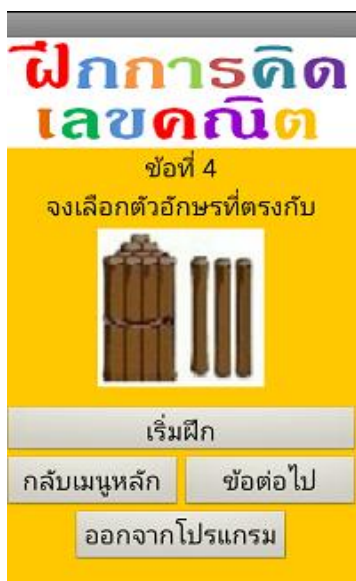 ฝึกการคิด
เลขคณิต
ข้อที่ 4
จงเลือกตัวอักษรที่ตรงกับ
เริ่มฝึก
กลับเมนูหลัก
ข้อต่อไป
ออกจากโปรแกรม